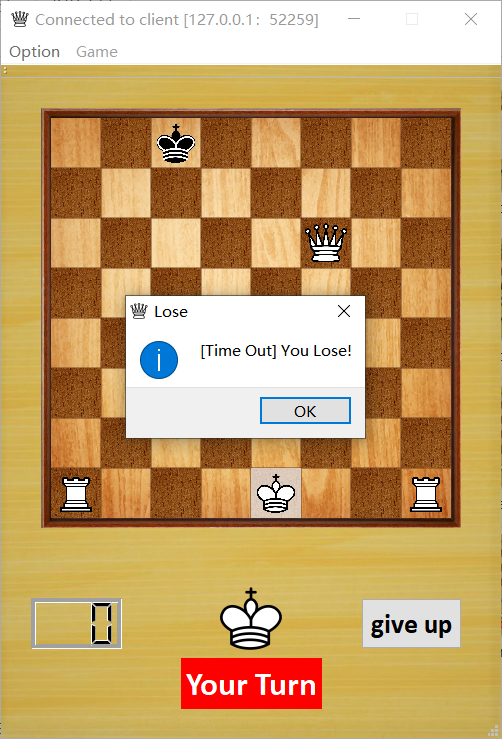 Connected to client [127.0.0.1: 52259]
Option Game
Lose
[Time Out] You Lose!
OK
0
give up
Your Turn